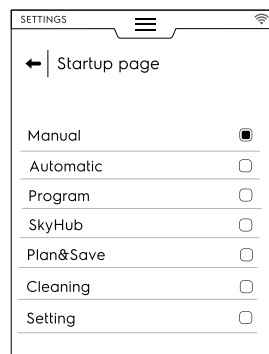 SETTINGS
Startup page
Manual
Automatic
Program
SkyHub
Plan&Save
Cleaning
Setting